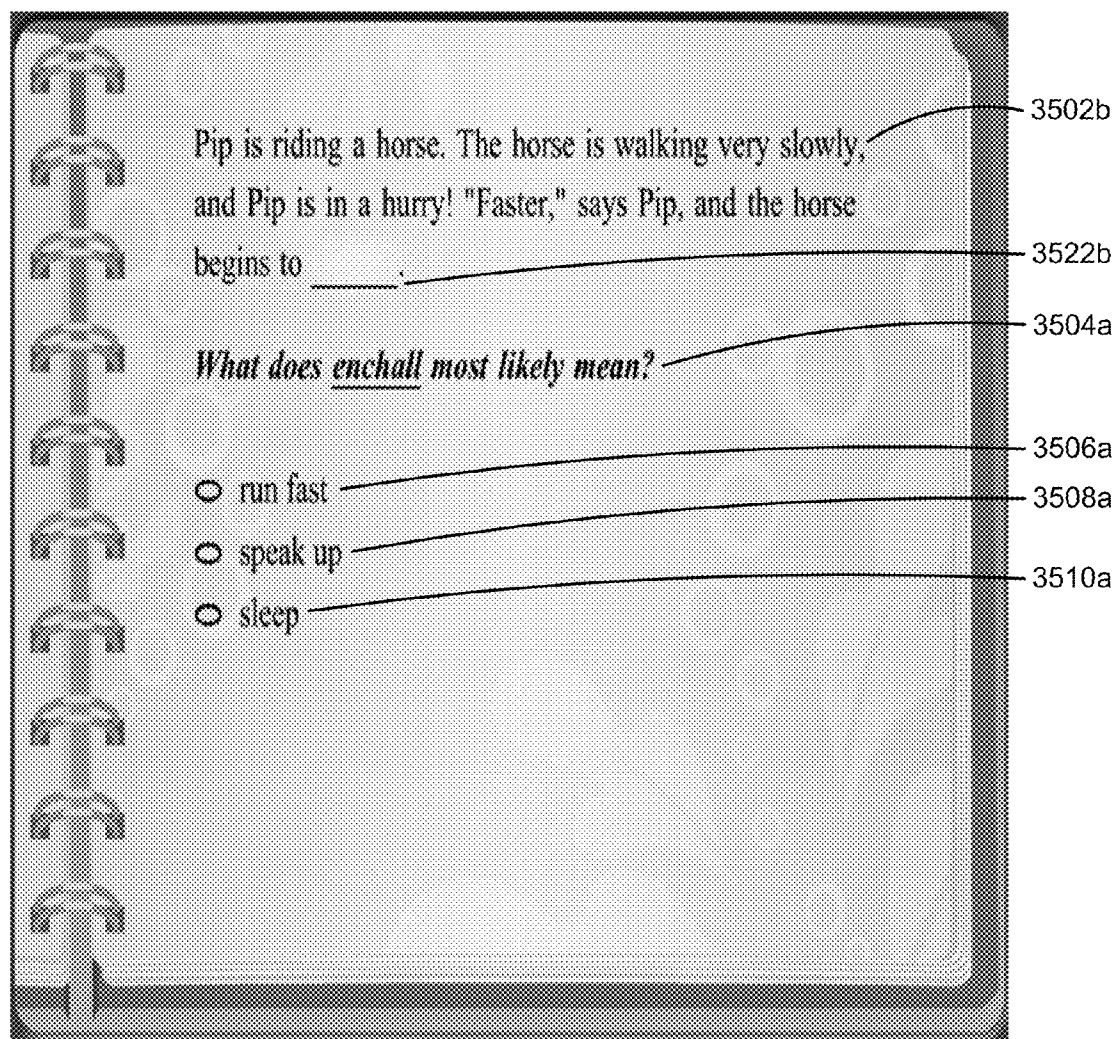 Pip is riding a horse. The horse is walking very slowly,
and Pip is in a hurry! "Faster," says Pip, and the horse
begins to _____.
What does enchall most likely mean?
O run fast
O speak up
O sleep
3502b
3522b
3504a
3506a
3508a
3510a